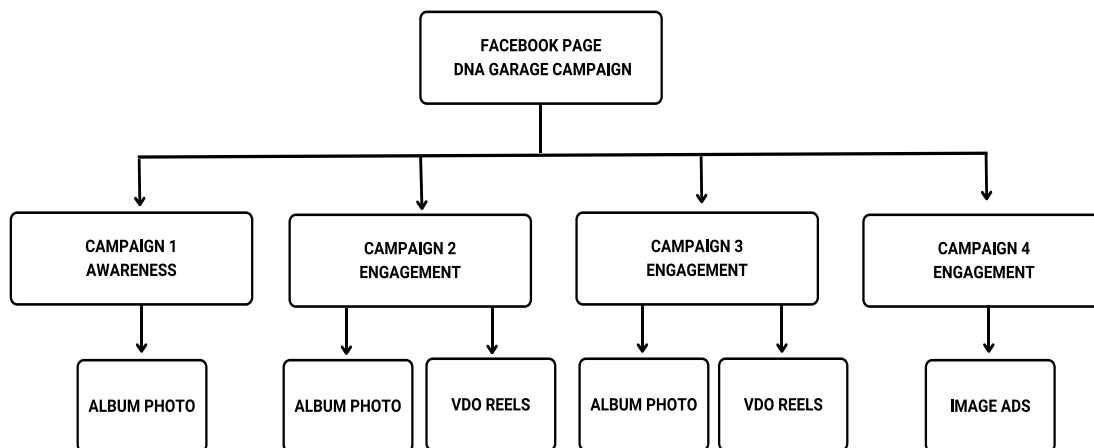 FACEBOOK PAGE
DNA GARAGE CAMPAIGN
CAMPAIGN 1
AWARENESS
CAMPAIGN 2
ENGAGEMENT
CAMPAIGN 3
ENGAGEMENT
CAMPAIGN 4
ENGAGEMENT
ALBUM PHOTO
ALBUM PHOTO
VDO REELS
ALBUM PHOTO
VDO REELS
IMAGE ADS